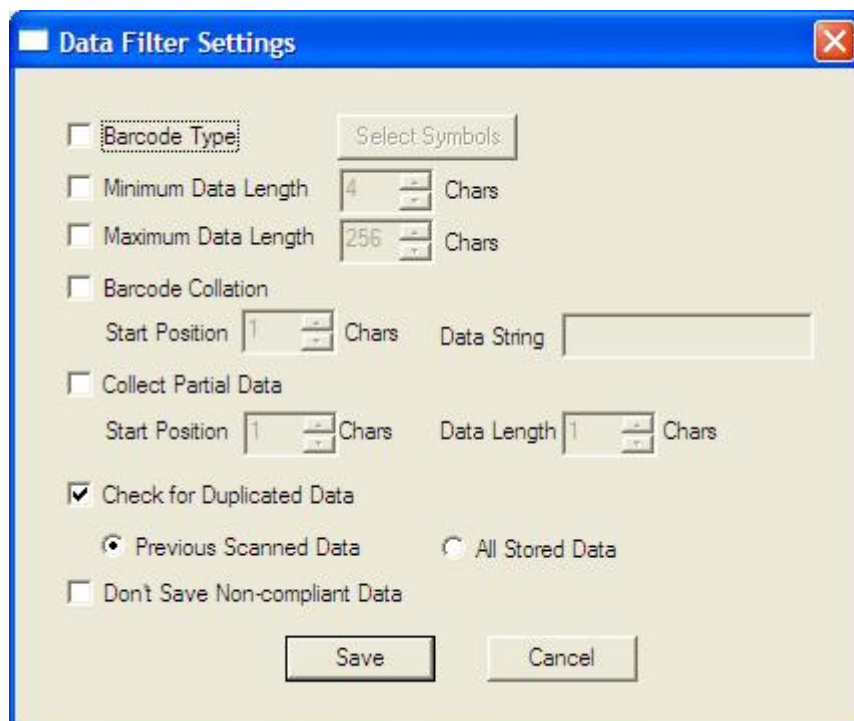 Data Filter Settings
Barcode Type Select Symbols
Minimum Data Length 4 Chars
Maximum Data Length 256 Chars
Barcode Collation
Start Position 1 Chars Data String
Collect Partial Data
Start Position 1 Chars Data Length 1 Chars
Check for Duplicated Data
Previous Scanned Data All Stored Data
Don't Save Non-compliant Data
Save Cancel